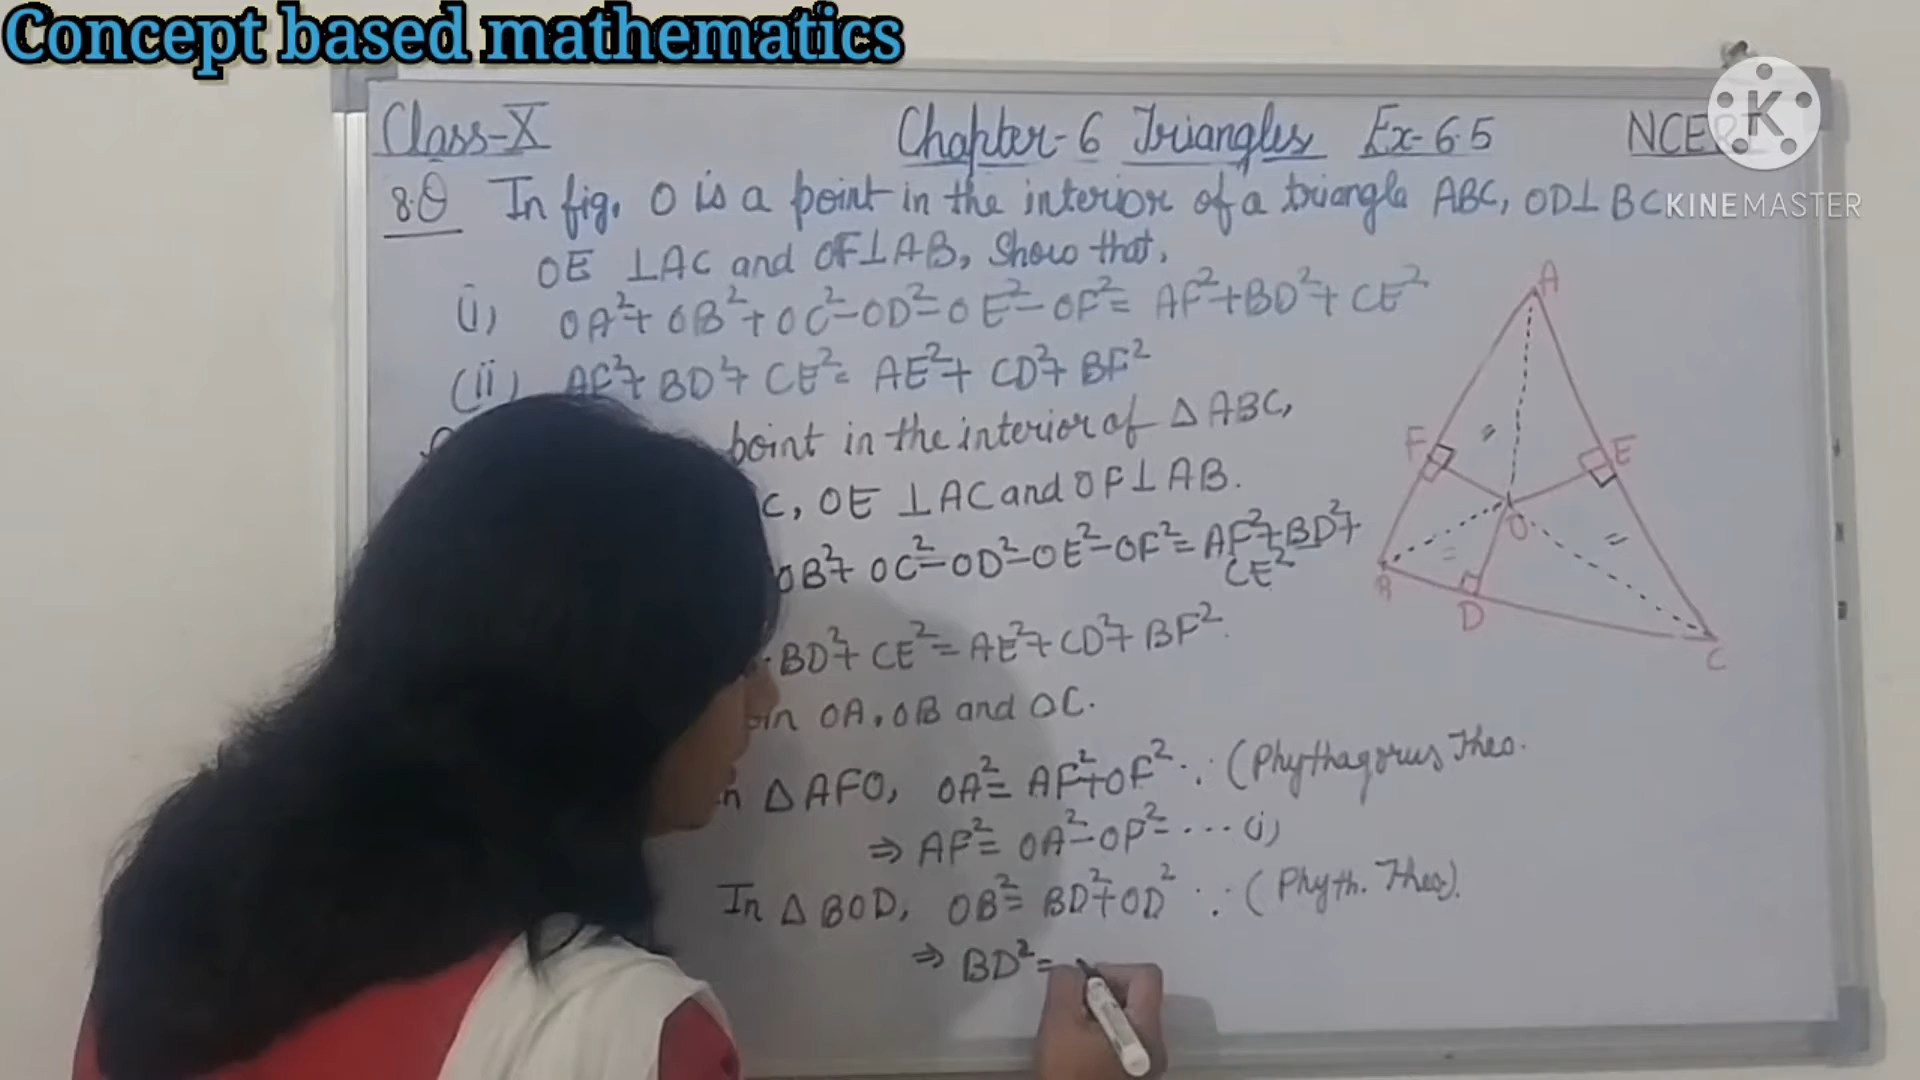 Concept based mathematics
Class-X Chapter-6 Triangles Ex-6.5 NCERT
K
KINEMASTER
8.Q In fig. O is a point in the interior of a triangle ABC, OD⊥BC
OE ⊥AC and OF⊥AB, Show that,
(i) OA²+OB²+OC²-OD²-OE²-OF²= AF²+BD²+CE²
(ii) AF²+BD²+CE²= AE²+CD²+BF²
point in the interior of △ABC,
C, OE ⊥AC and OF⊥AB.
OB²+OC²-OD²-OE²-OF²= AF²+BD²+
CE²
BD²+CE²=AE²+CD²+BF².
in OA, OB and OC.
n △AFO, OA²= AF²+OF² ∵ (Phythagorus Theo.
⇒ AF²= OA²-OF²- ... (i)
In △BOD, OB²= BD²+OD² ∵ (Phyth. Theo).
⇒ BD²=
A
F
E
O
B
D
C